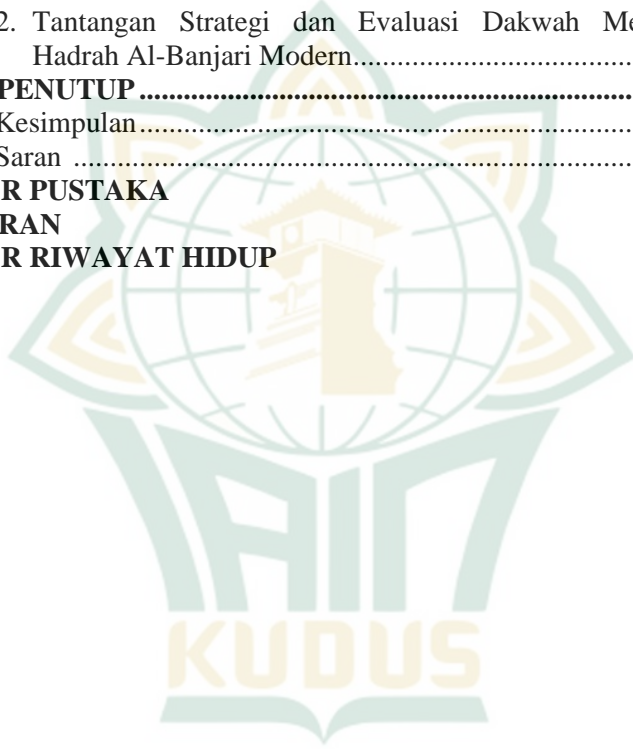 2. Tantangan Strategi dan Evaluasi Dakwah Me
Hadrah Al-Banjari Modern....................................................
PENUTUP....................................................................................
Kesimpulan....................................................................................
Saran ....................................................................................
R PUSTAKA
RAN
R RIWAYAT HIDUP
IAIN
KUDUS